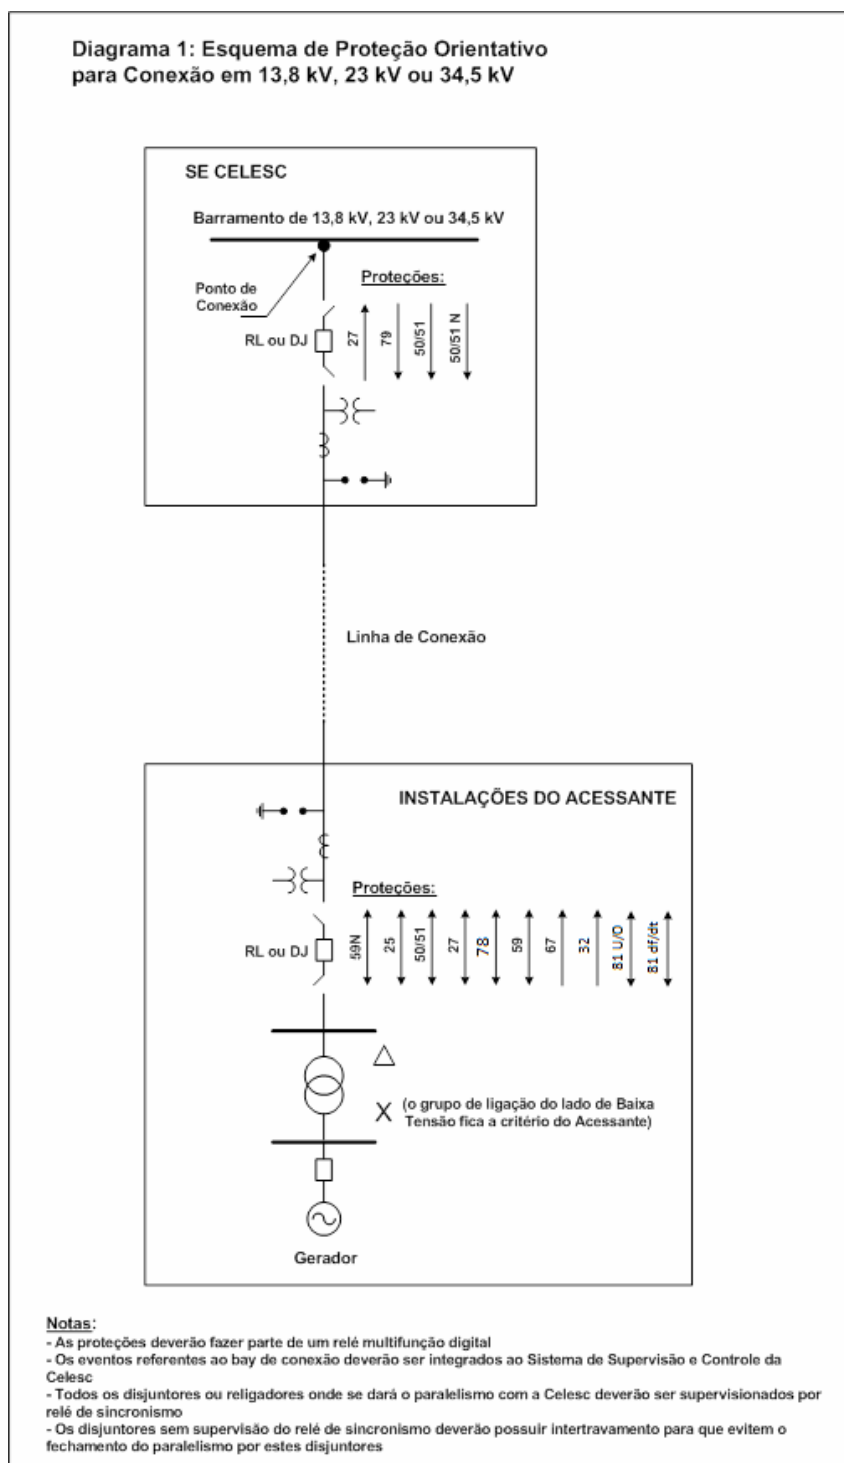 Diagrama 1: Esquema de Proteção Orientativo
para Conexão em 13,8 kV, 23 kV ou 34,5 kV
SE CELESC
Barramento de 13,8 kV, 23 kV ou 34,5 kV
Ponto de
Conexão
Proteções:
RL ou DJ
27
79
50/51
50/51 N
Linha de Conexão
INSTALAÇÕES DO ACESSANTE
Proteções:
RL ou DJ
59N
25
50/51
27
78
59
67
32
81 U/O
81 df/dt
X (o grupo de ligação do lado de Baixa
Tensão fica a critério do Acessante)
Gerador
Notas:
- As proteções deverão fazer parte de um relé multifunção digital
- Os eventos referentes ao bay de conexão deverão ser integrados ao Sistema de Supervisão e Controle da
Celesc
- Todos os disjuntores ou religadores onde se dará o paralelismo com a Celesc deverão ser supervisionados por
relé de sincronismo
- Os disjuntores sem supervisão do relé de sincronismo deverão possuir intertravamento para que evitem o
fechamento do paralelismo por estes disjuntores